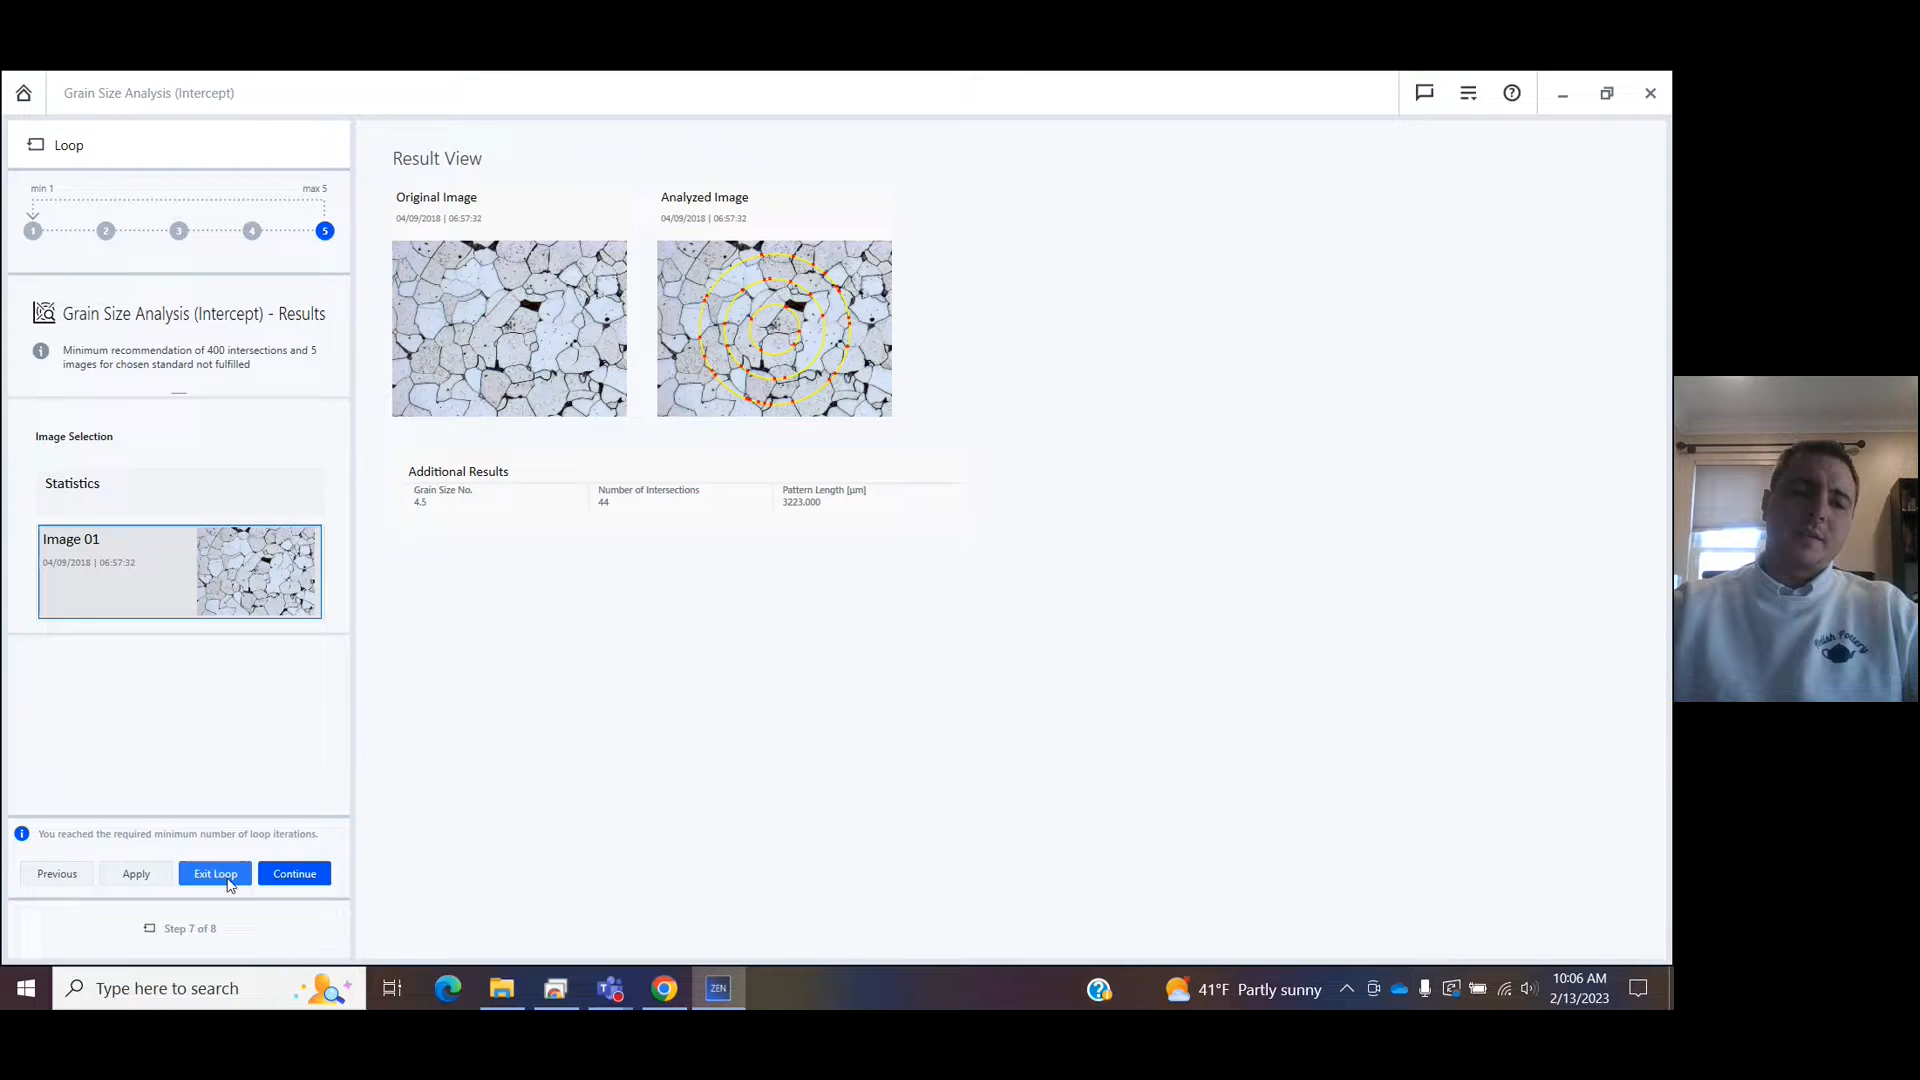 Grain Size Analysis (Intercept)
Loop
min 1
max 5
1
2
3
4
5
Grain Size Analysis (Intercept) - Results
Minimum recommendation of 400 intersections and 5
images for chosen standard not fulfilled
Image Selection
Statistics
Image 01
04/09/2018 | 06:57:32
You reached the required minimum number of loop iterations.
Previous
Apply
Exit Loop
Continue
Step 7 of 8
Result View
Original Image
04/09/2018 | 06:57:32
Analyzed Image
04/09/2018 | 06:57:32
Additional Results
Grain Size No.
4.5
Number of Intersections
44
Pattern Length [µm]
3223.000
Polish Pottery
Type here to search
ZEN
41°F Partly sunny
10:06 AM
2/13/2023